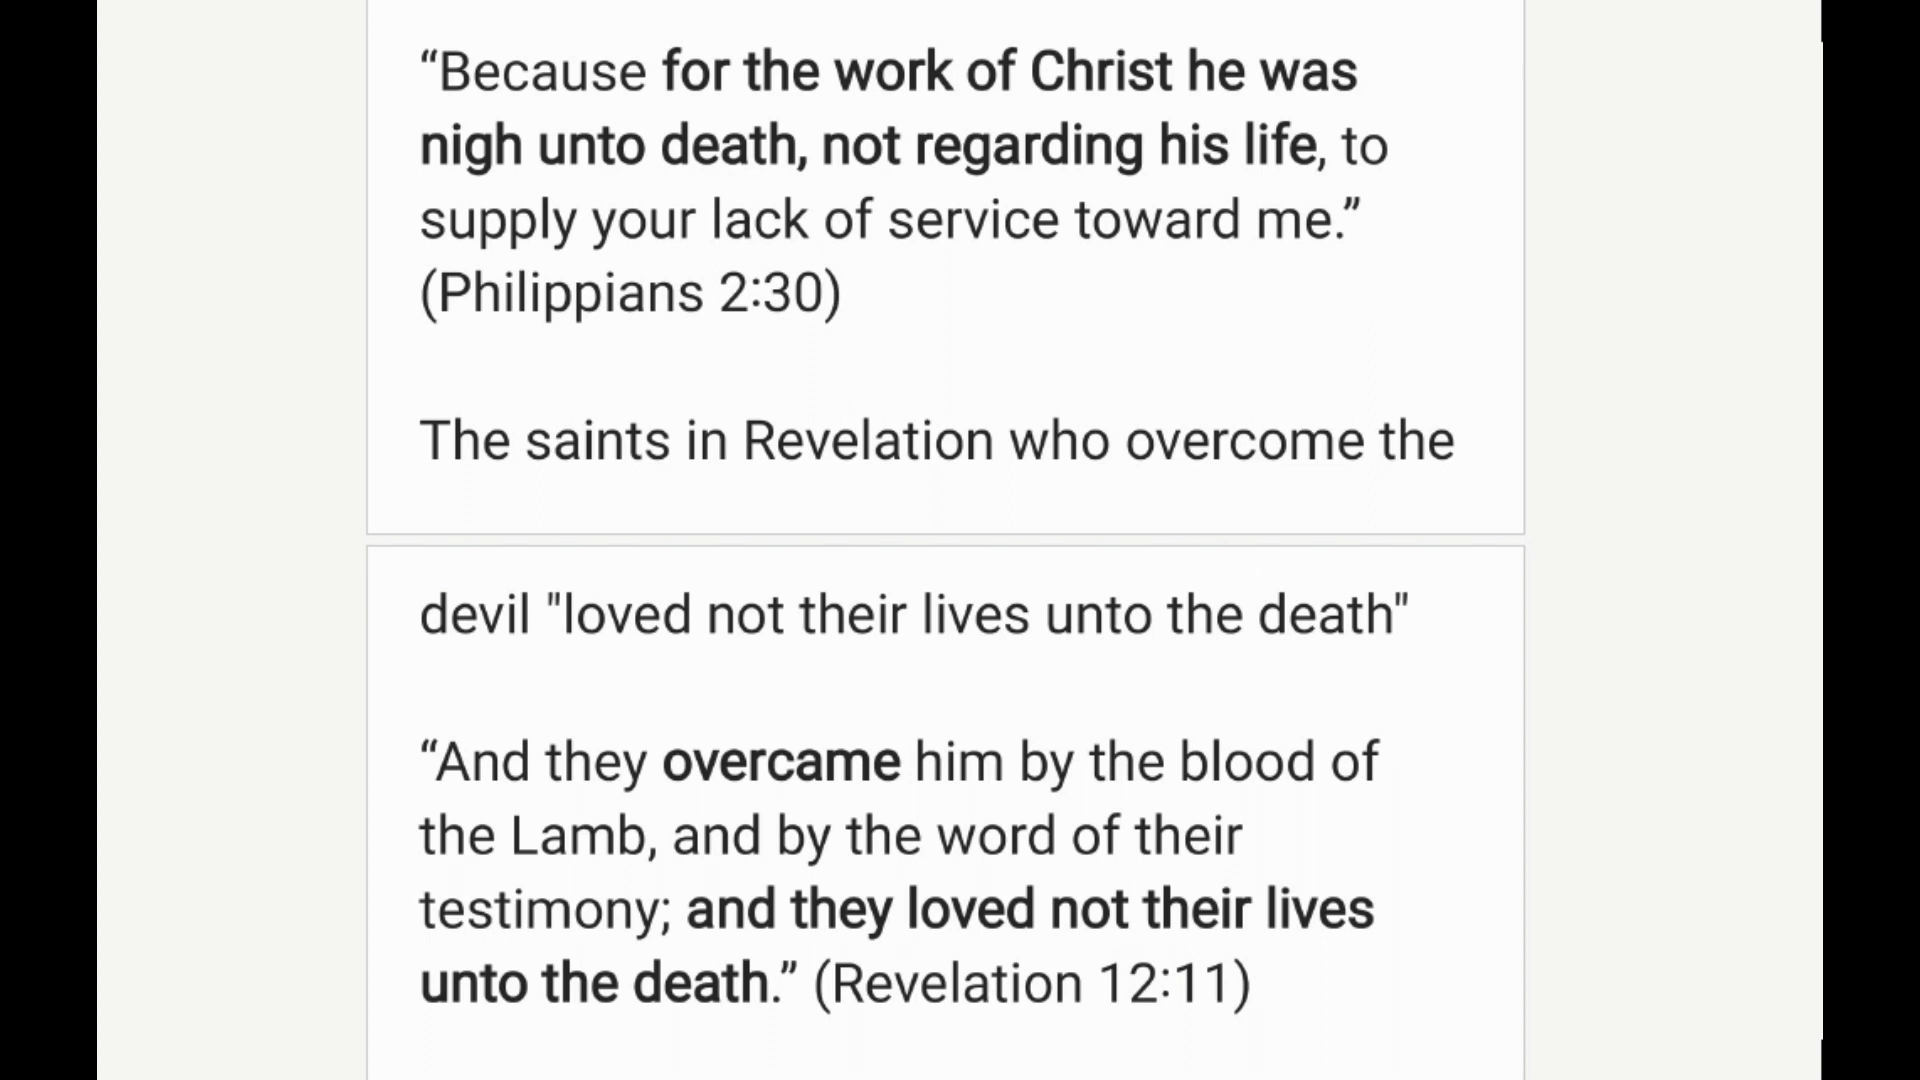 “Because for the work of Christ he was
nigh unto death, not regarding his life, to
supply your lack of service toward me.”
(Philippians 2:30)
The saints in Revelation who overcome the
devil "loved not their lives unto the death"
“And they overcame him by the blood of
the Lamb, and by the word of their
testimony; and they loved not their lives
unto the death.” (Revelation 12:11)